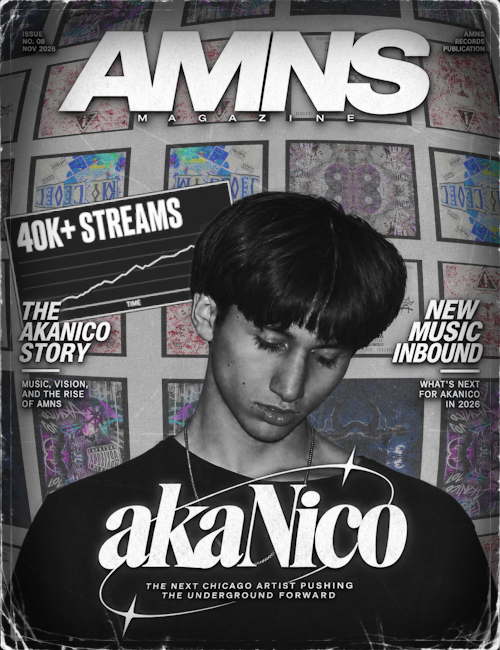 ISSUE
NO. 08
NOV 2026
AMNS
RECORDS
PUBLICATION
AMNS
MAGAZINE
40K+ STREAMS
TIME
THE
AKANICO
STORY
MUSIC, VISION,
AND THE RISE
OF AMNS
NEW
MUSIC
INBOUND
WHAT'S NEXT
FOR AKANICO
IN 2026
akaNico
THE NEXT CHICAGO ARTIST PUSHING
THE UNDERGROUND FORWARD